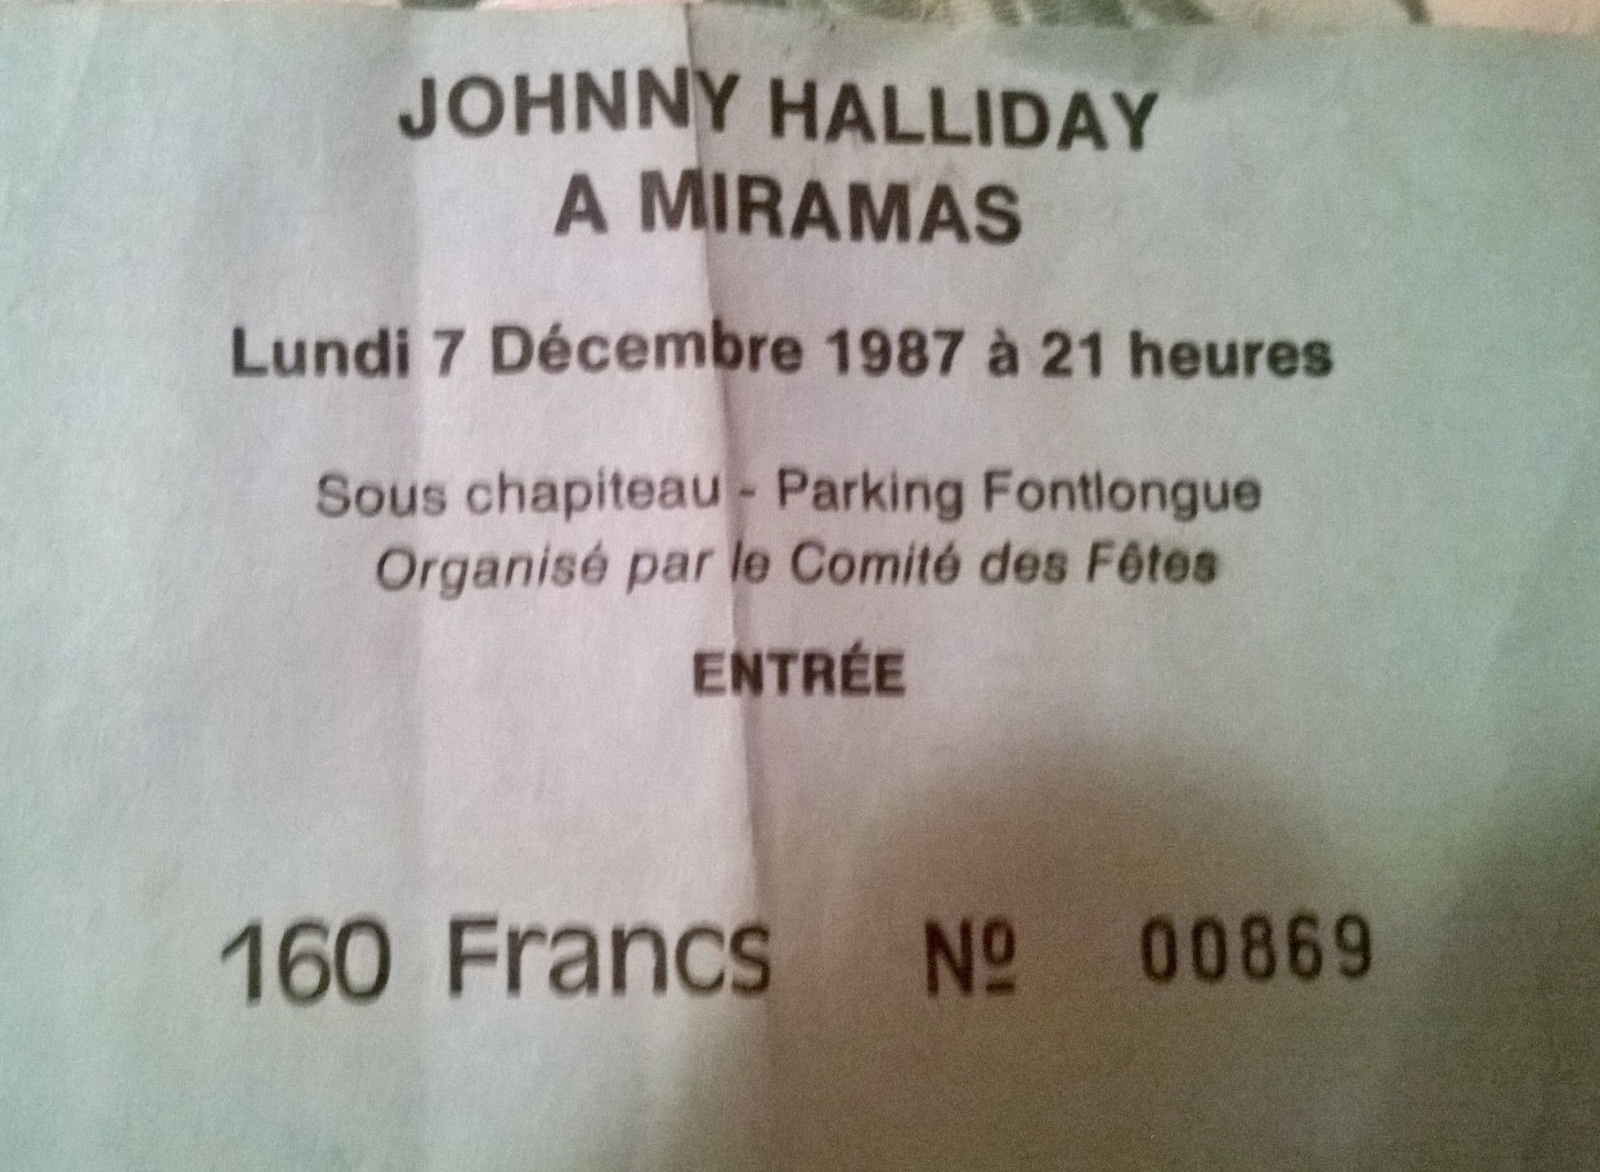 JOHNNY HALLIDAY
A MIRAMAS
Lundi 7 Décembre 1987 à 21 heures
Sous chapiteau - Parking Fontlongue
Organisé par le Comité des Fêtes
ENTRÉE
160 Francs Nº 00869